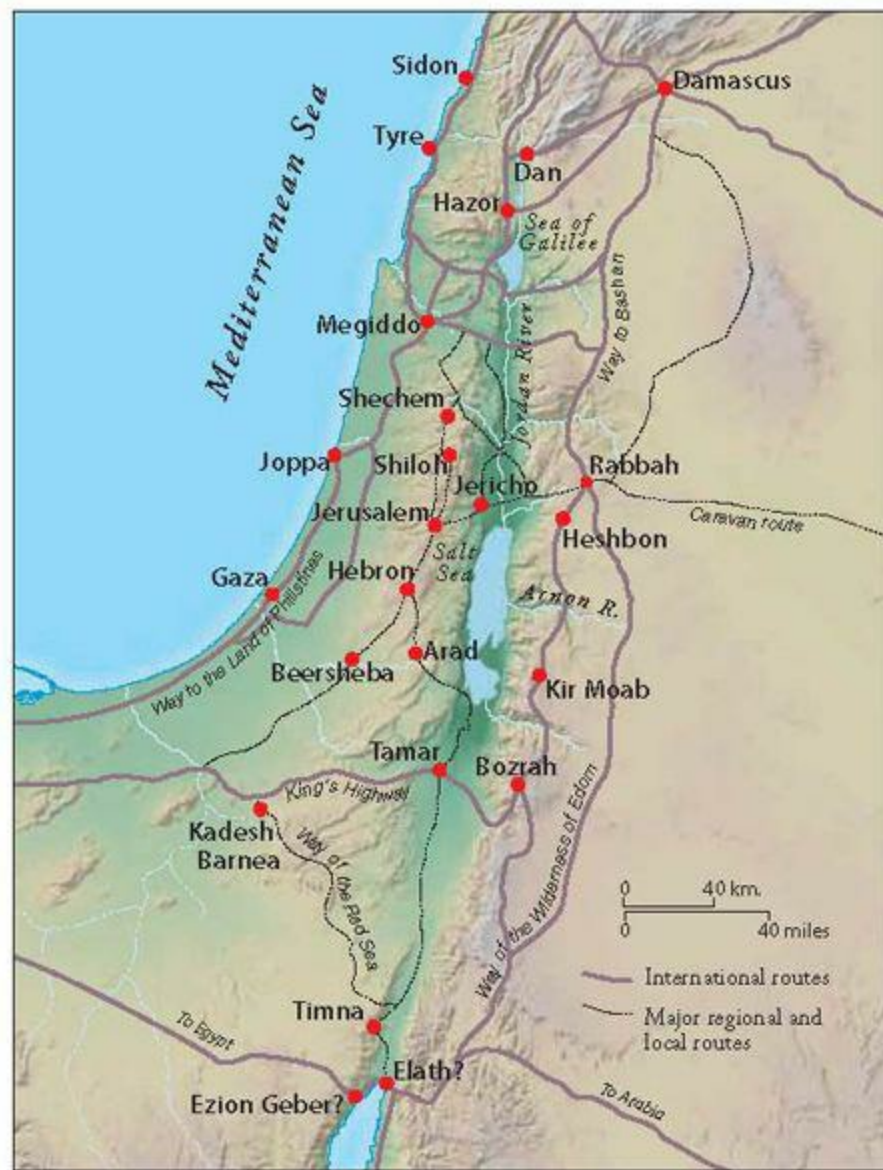 Sidon
Damascus
Mediterranean Sea
Tyre
Dan
Hazor
Sea of
Galilee
Way to Bashan
Megiddo
Jordan River
Shechem
Joppa
Shiloh
Rabbah
Jericho
Jerusalem
Caravan route
Heshbon
Salt
Sea
Gaza
Hebron
Arnon R.
Way to the Land of Philistines
Arad
Beersheba
Kir Moab
Tamar
Bozrah
King's Highway
Kadesh
Barnea
Way of the Red Sea
Way of the Wilderness of Edom
0 40 km.
0 40 miles
International routes
Major regional and
local routes
Timna
To Egypt
Elath?
Ezion Geber?
To Arabia